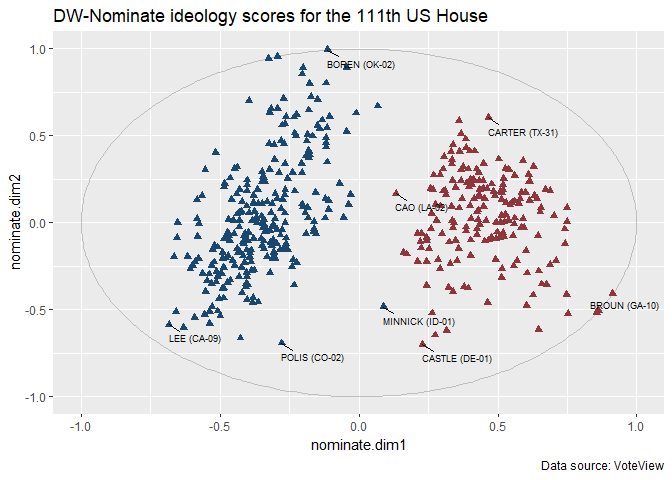 DW-Nominate ideology scores for the 111th US House
1.0
BOREN (OK-02)
CARTER (TX-31)
0.5
CAO (LA-02)
nominate.dim2
0.0
BROUN (GA-10)
-0.5
MINNICK (ID-01)
LEE (CA-09)
POLIS (CO-02)
CASTLE (DE-01)
-1.0
-1.0 -0.5 0.0 0.5 1.0
nominate.dim1
Data source: VoteView